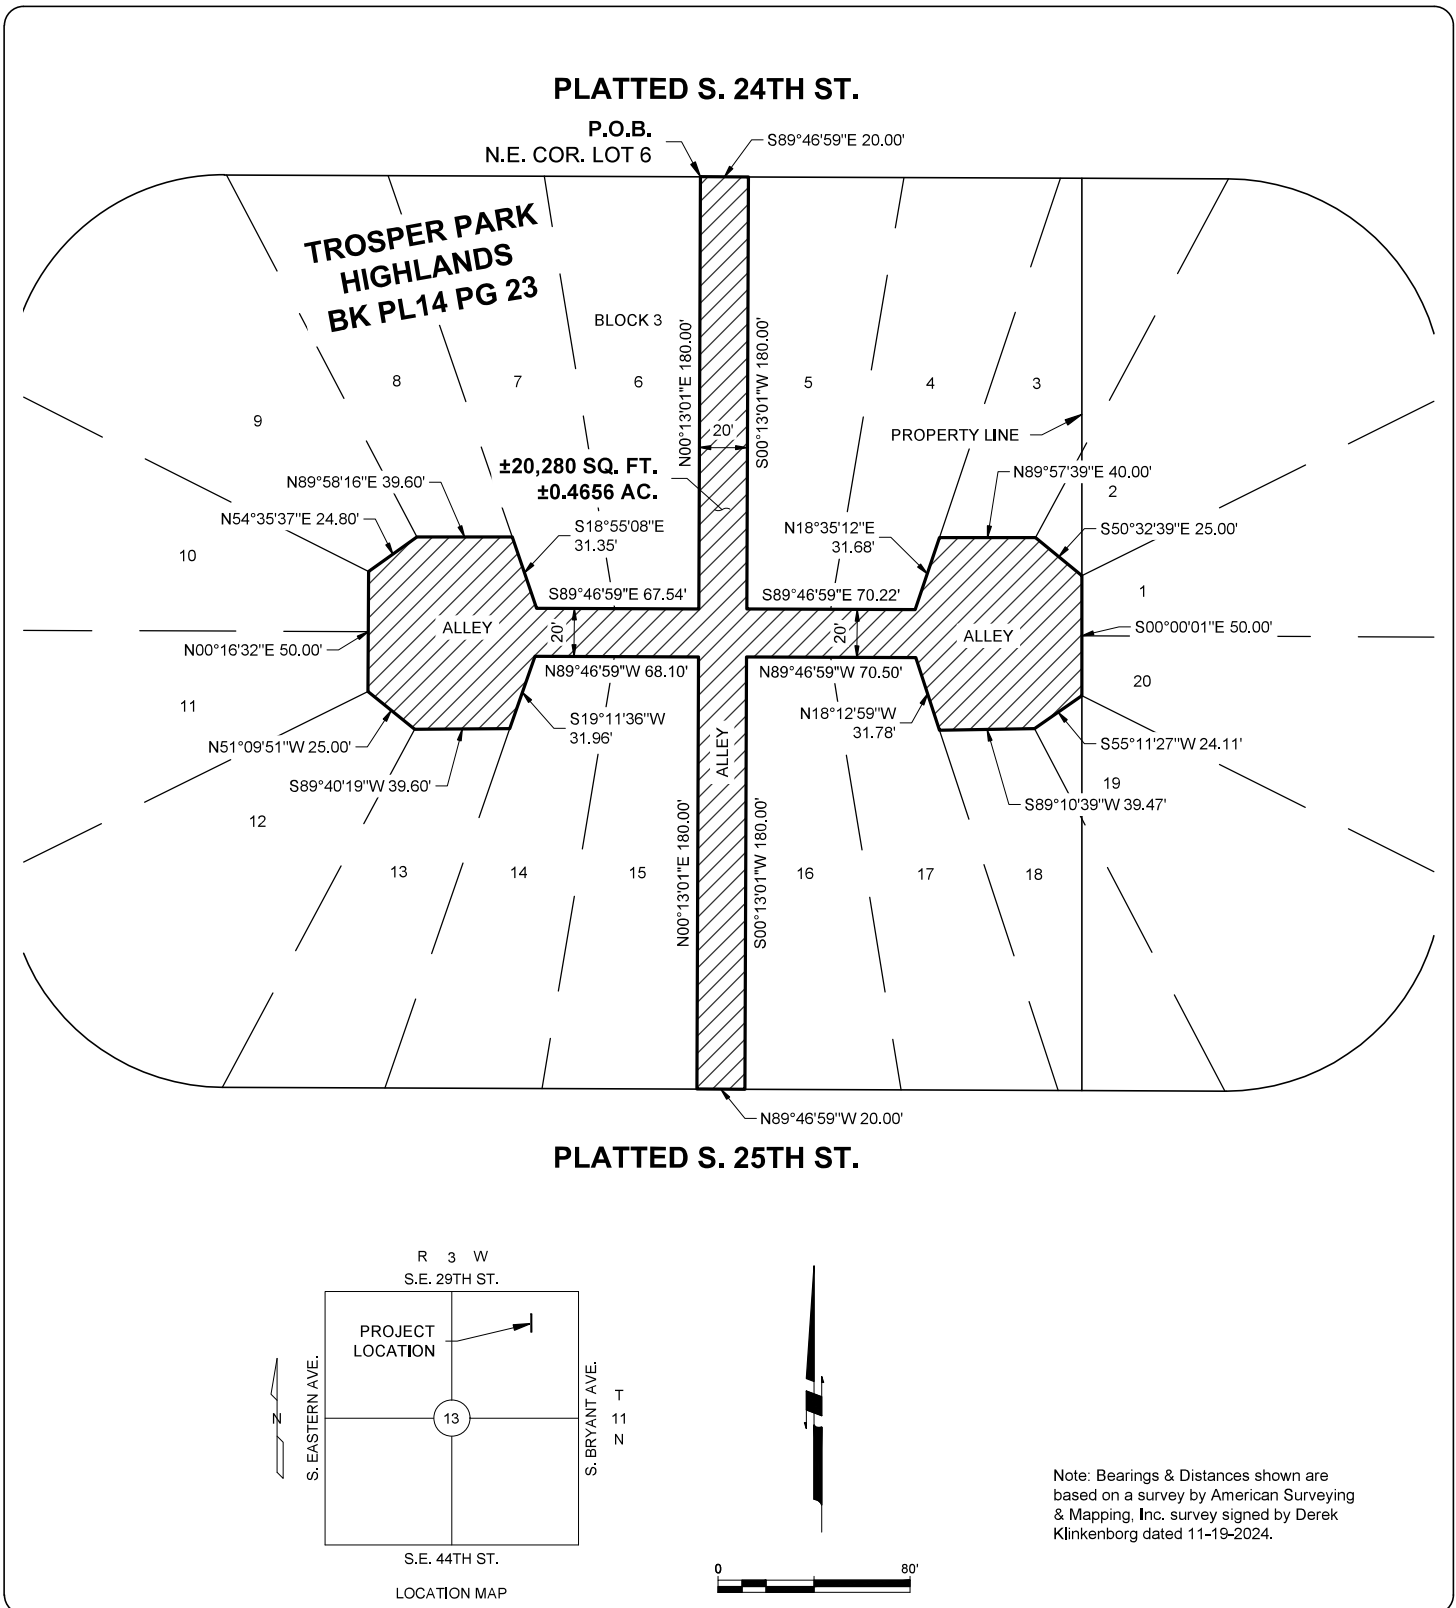 PLATTED S. 24TH ST.
P.O.B.
N.E. COR. LOT 6
S89°46'59"E 20.00'
TROSPER PARK
HIGHLANDS
BK PL14 PG 23
BLOCK 3
N00°13'01"E 180.00'
S00°13'01"W 180.00'
20'
8
7
6
5
4
3
9
PROPERTY LINE
±20,280 SQ. FT.
±0.4656 AC.
N89°58'16"E 39.60'
N89°57'39"E 40.00'
2
N54°35'37"E 24.80'
S18°55'08"E
31.35'
N18°35'12"E
31.68'
S50°32'39"E 25.00'
10
S89°46'59"E 67.54'
S89°46'59"E 70.22'
1
ALLEY
20'
20'
ALLEY
S00°00'01"E 50.00'
N00°16'32"E 50.00'
N89°46'59"W 68.10'
N89°46'59"W 70.50'
20
11
S19°11'36"W
31.96'
N18°12'59"W
31.78'
N51°09'51"W 25.00'
ALLEY
S55°11'27"W 24.11'
S89°40'19"W 39.60'
19
S89°10'39"W 39.47'
12
N00°13'01"E 180.00'
S00°13'01"W 180.00'
13
14
15
16
17
18
N89°46'59"W 20.00'
PLATTED S. 25TH ST.
R 3 W
S.E. 29TH ST.
PROJECT
LOCATION
S. EASTERN AVE.
S. BRYANT AVE.
N
13
T
11
N
S.E. 44TH ST.
LOCATION MAP
0 80'
Note: Bearings & Distances shown are
based on a survey by American Surveying
& Mapping, Inc. survey signed by Derek
Klinkenborg dated 11-19-2024.